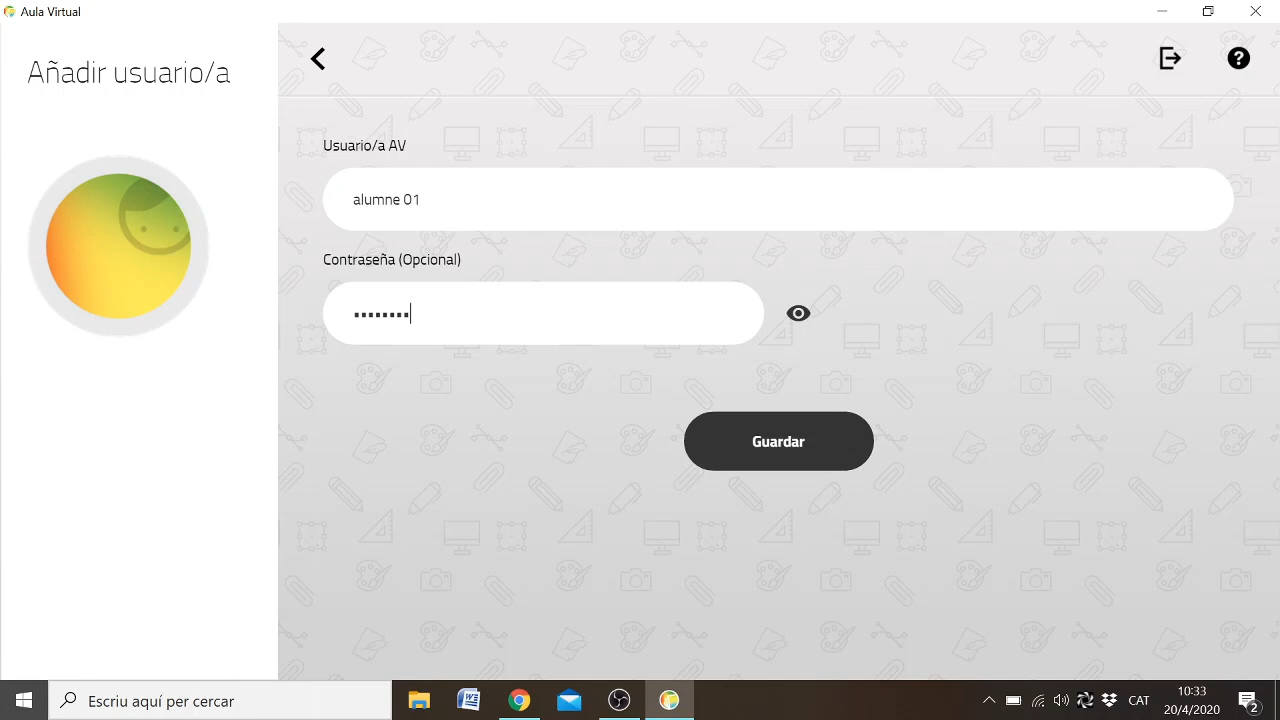 Aula Virtual
Añadir usuario/a
Usuario/a AV
alumne 01
Contraseña (Opcional)
Guardar
Escriu aquí per cercar
CAT
10:33
20/4/2020
2